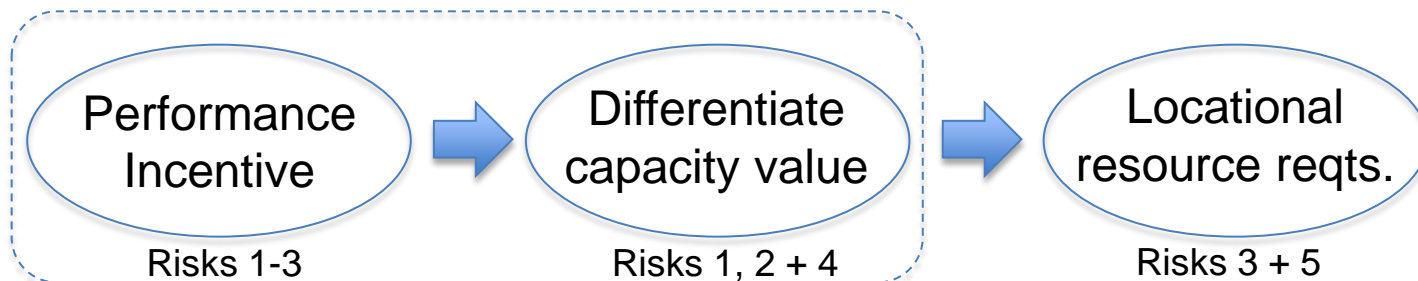 Performance
Incentive
Risks 1-3
Differentiate
capacity value
Risks 1, 2 + 4
Locational
resource reqts.
Risks 3 + 5